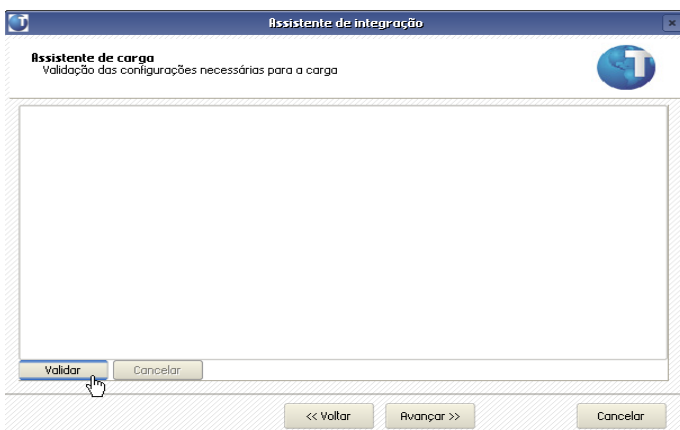 Assistente de integração
Assistente de carga
Validação das configurações necessárias para a carga
T
Validar
Cancelar
<< Voltar
Avançar >>
Cancelar